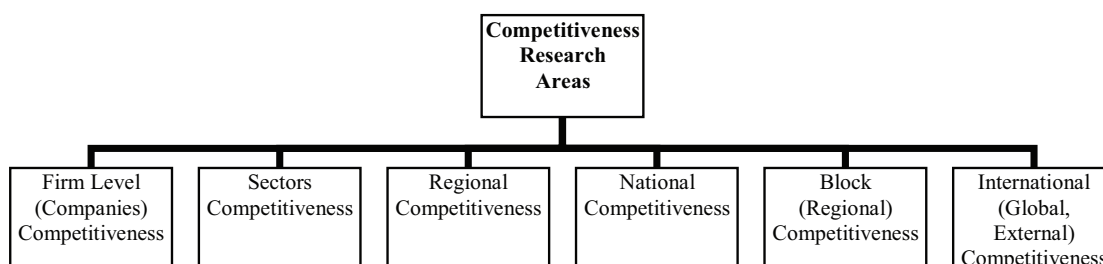 Competitiveness
Research
Areas
Firm Level
(Companies)
Competitiveness
Sectors
Competitiveness
Regional
Competitiveness
National
Competitiveness
Block
(Regional)
Competitiveness
International
(Global,
External)
Competitiveness